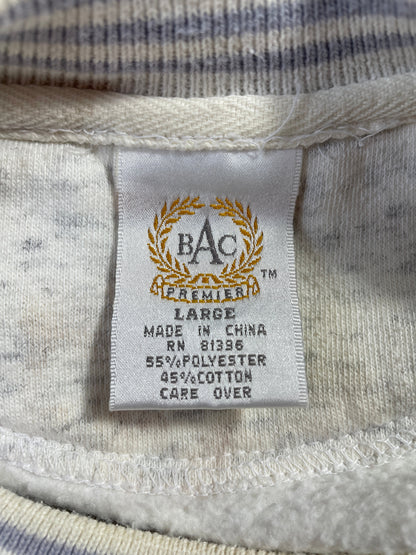 BAC
PREMIER
™
LARGE
MADE IN CHINA
RN 81396
55%POLYESTER
45%COTTON
CARE OVER